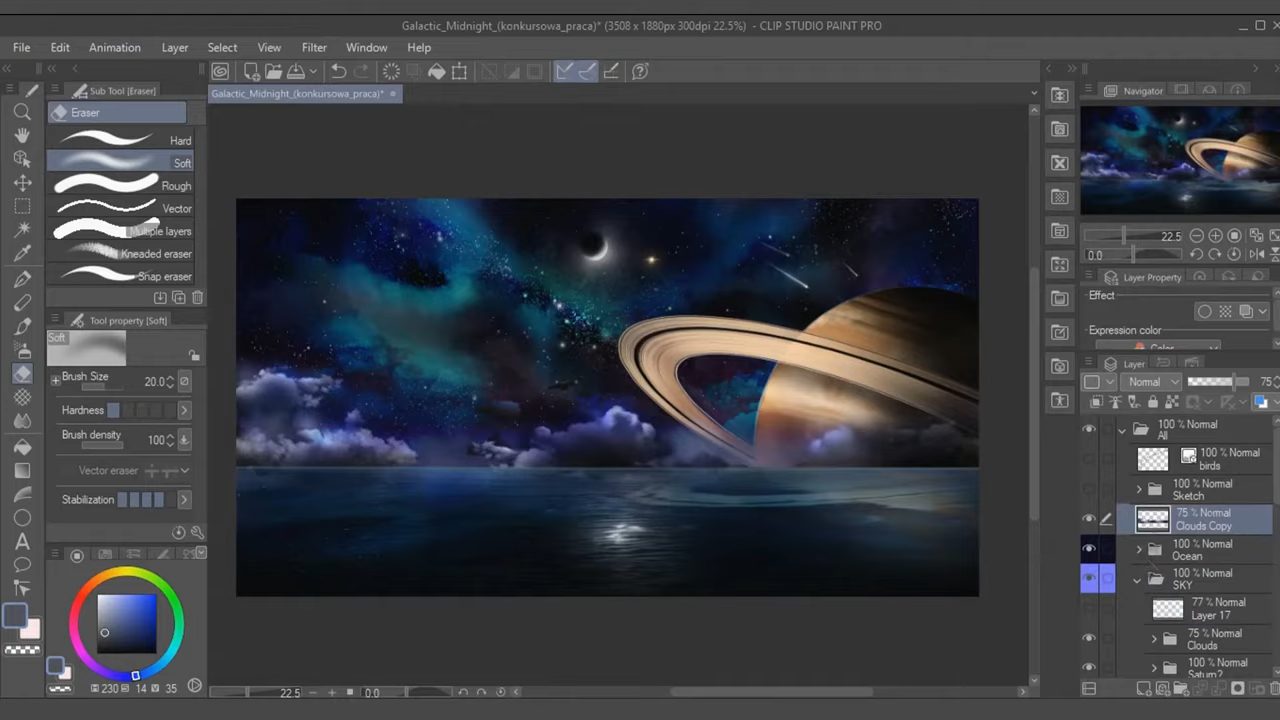 Galactic_Midnight_(konkursowa_praca)* (3508 x 1880px 300dpi 22.5%) - CLIP STUDIO PAINT PRO
File Edit Animation Layer Select View Filter Window Help
Sub Tool [Eraser]
Eraser
Hard
Soft
Rough
Vector
Multiple layers
Kneaded eraser
Snap eraser
Tool property [Soft]
Soft
Brush Size 20.0
Hardness
Brush density 100
Vector eraser
Stabilization
230 14 35
Galactic_Midnight_(konkursowa_praca)*
22.5 0.0
Navigator
22.5
0.0
Layer Property
Effect
Expression color
Color
Layer
Normal 75
100 % Normal
All
100 % Normal
birds
100 % Normal
Sketch
75 % Normal
Clouds Copy
100 % Normal
Ocean
100 % Normal
SKY
77 % Normal
Layer 17
75 % Normal
Clouds
100 % Normal
Saturn?